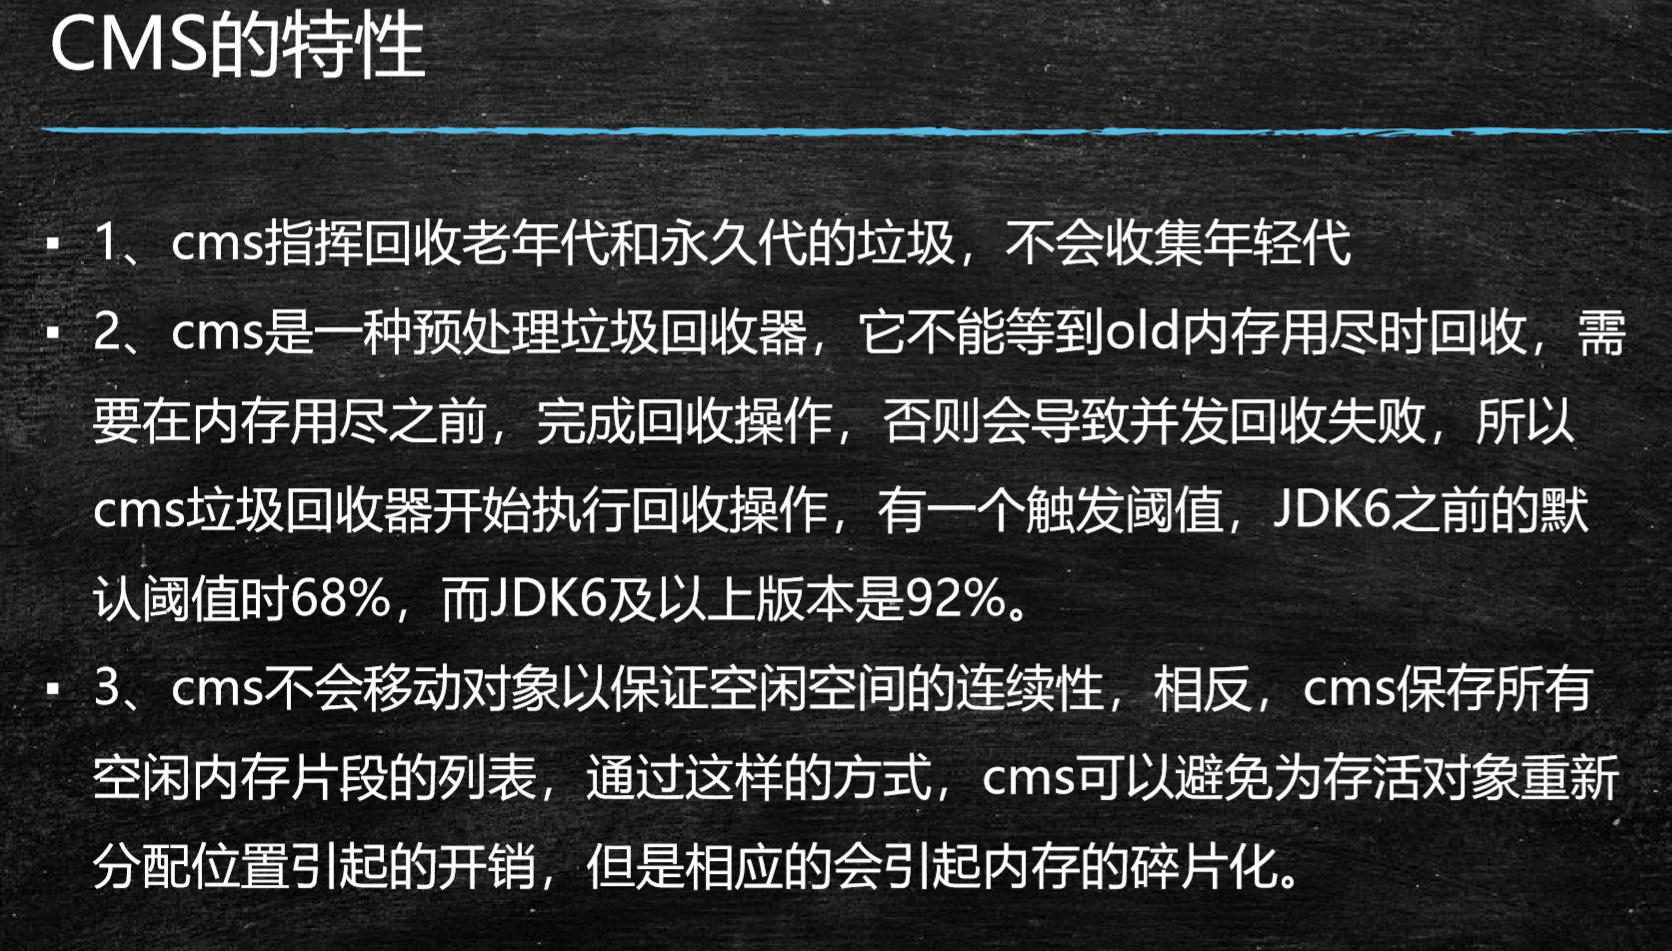 CMS的特性
▪ 1、cms指挥回收老年代和永久代的垃圾，不会收集年轻代
▪ 2、cms是一种预处理垃圾回收器，它不能等到old内存用尽时回收，需
要在内存用尽之前，完成回收操作，否则会导致并发回收失败，所以
cms垃圾回收器开始执行回收操作，有一个触发阈值，JDK6之前的默
认阈值时68%，而JDK6及以上版本是92%。
▪ 3、cms不会移动对象以保证空闲空间的连续性，相反，cms保存所有
空闲内存片段的列表，通过这样的方式，cms可以避免为存活对象重新
分配位置引起的开销，但是相应的会引起内存的碎片化。